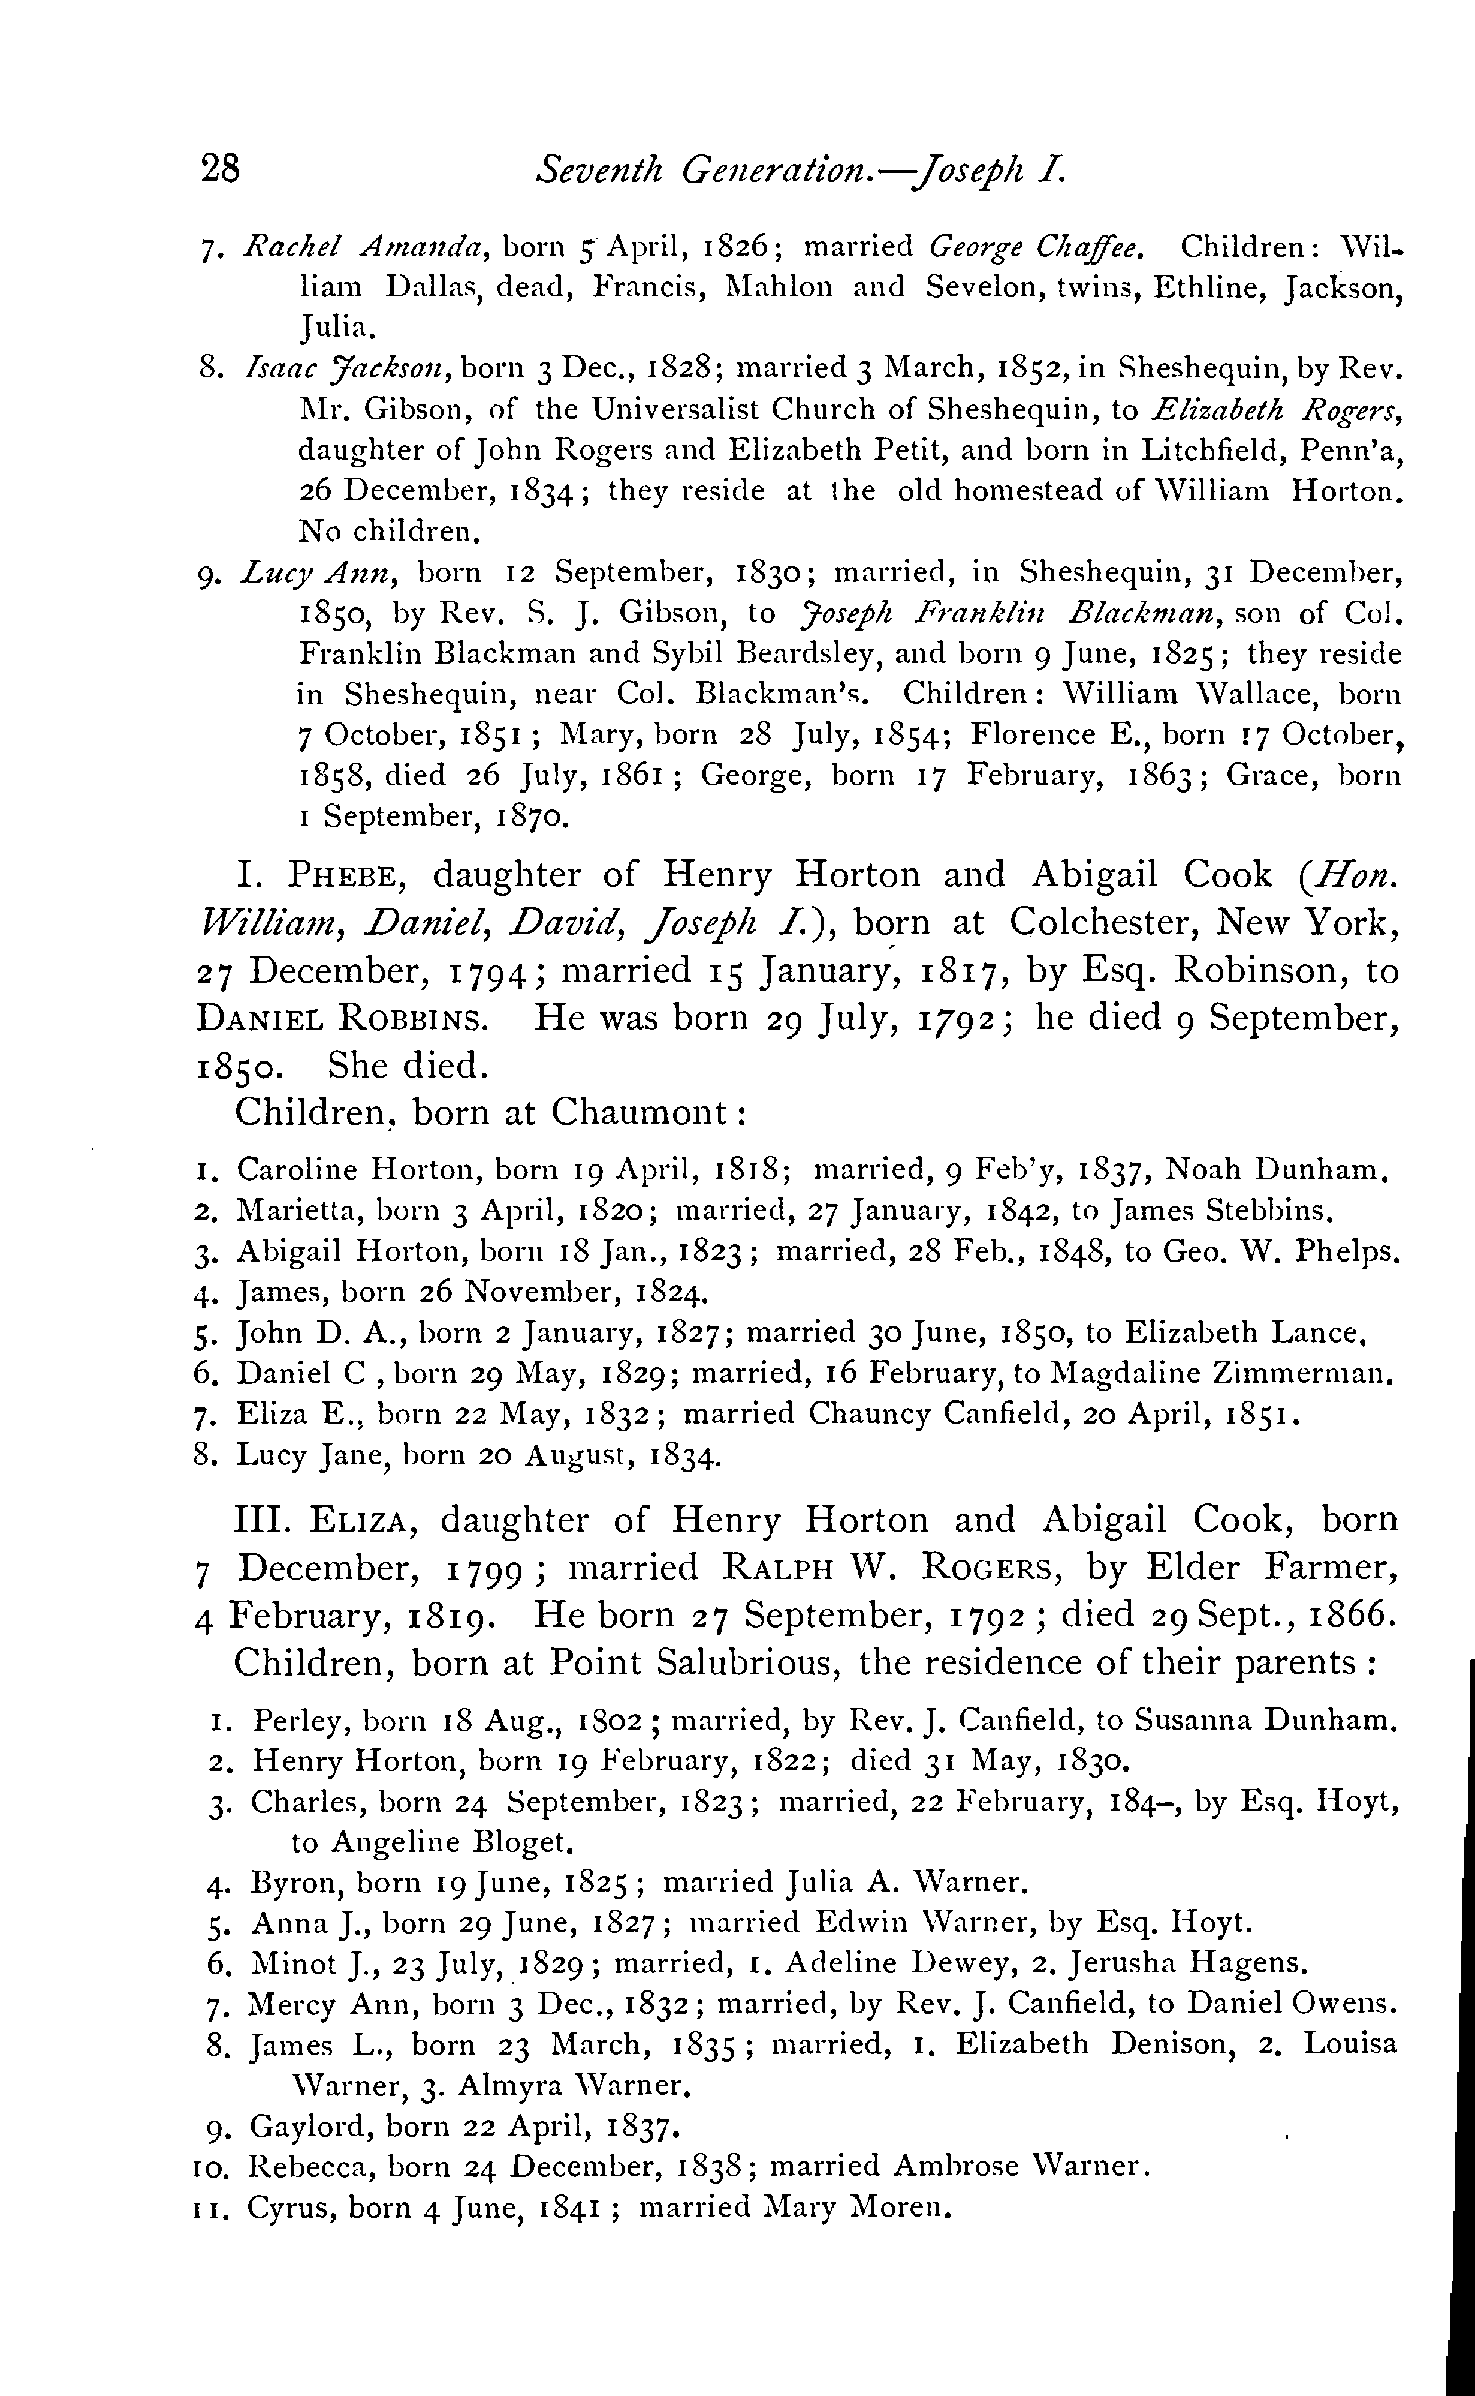 28 Seventh Generation.—Joseph I.
7. Rachel Amanda, born 5 April, 1826; married George Chaffee. Children: Wil-
liam Dallas, dead, Francis, Mahlon and Sevelon, twins, Ethline, Jackson,
Julia.
8. Isaac Jackson, born 3 Dec., 1828; married 3 March, 1852, in Sheshequin, by Rev.
Mr. Gibson, of the Universalist Church of Sheshequin, to Elizabeth Rogers,
daughter of John Rogers and Elizabeth Petit, and born in Litchfield, Penn'a,
26 December, 1834; they reside at the old homestead of William Horton.
No children.
9. Lucy Ann, born 12 September, 1830; married, in Sheshequin, 31 December,
1850, by Rev. S. J. Gibson, to Joseph Franklin Blackman, son of Col.
Franklin Blackman and Sybil Beardsley, and born 9 June, 1825; they reside
in Sheshequin, near Col. Blackman's. Children: William Wallace, born
7 October, 1851; Mary, born 28 July, 1854; Florence E., born 17 October,
1858, died 26 July, 1861; George, born 17 February, 1863; Grace, born
1 September, 1870.
I. PHEBE, daughter of Henry Horton and Abigail Cook (Hon.
William, Daniel, David, Joseph I.), born at Colchester, New York,
27 December, 1794; married 15 January, 1817, by Esq. Robinson, to
DANIEL ROBBINS. He was born 29 July, 1792; he died 9 September,
1850. She died.
Children, born at Chaumont:
1. Caroline Horton, born 19 April, 1818; married, 9 Feb'y, 1837, Noah Dunham.
2. Marietta, born 3 April, 1820; married, 27 January, 1842, to James Stebbins.
3. Abigail Horton, born 18 Jan., 1823; married, 28 Feb., 1848, to Geo. W. Phelps.
4. James, born 26 November, 1824.
5. John D. A., born 2 January, 1827; married 30 June, 1850, to Elizabeth Lance.
6. Daniel C , born 29 May, 1829; married, 16 February, to Magdaline Zimmerman.
7. Eliza E., born 22 May, 1832; married Chauncy Canfield, 20 April, 1851.
8. Lucy Jane, born 20 August, 1834.
III. ELIZA, daughter of Henry Horton and Abigail Cook, born
7 December, 1799; married RALPH W. ROGERS, by Elder Farmer,
4 February, 1819. He born 27 September, 1792; died 29 Sept., 1866.
Children, born at Point Salubrious, the residence of their parents:
1. Perley, born 18 Aug., 1802; married, by Rev. J. Canfield, to Susanna Dunham.
2. Henry Horton, born 19 February, 1822; died 31 May, 1830.
3. Charles, born 24 September, 1823; married, 22 February, 184–, by Esq. Hoyt,
to Angeline Bloget.
4. Byron, born 19 June, 1825; married Julia A. Warner.
5. Anna J., born 29 June, 1827; married Edwin Warner, by Esq. Hoyt.
6. Minot J., 23 July, 1829; married, 1. Adeline Dewey, 2. Jerusha Hagens.
7. Mercy Ann, born 3 Dec., 1832; married, by Rev. J. Canfield, to Daniel Owens.
8. James L., born 23 March, 1835; married, 1. Elizabeth Denison, 2. Louisa
Warner, 3. Almyra Warner.
9. Gaylord, born 22 April, 1837.
10. Rebecca, born 24 December, 1838; married Ambrose Warner.
11. Cyrus, born 4 June, 1841; married Mary Moren.